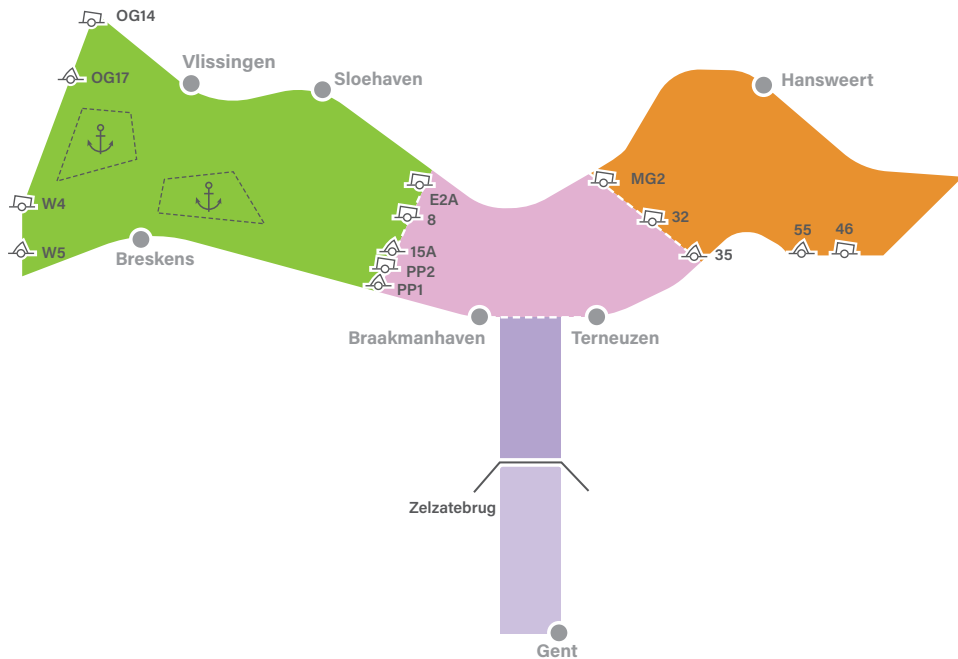 OG14
Vlissingen
Sloehaven
OG17
Hansweert
MG2
W4
E2A
8
32
55
46
W5
Breskens
15A
35
PP2
PP1
Braakmanhaven
Terneuzen
Zelzatebrug
Gent